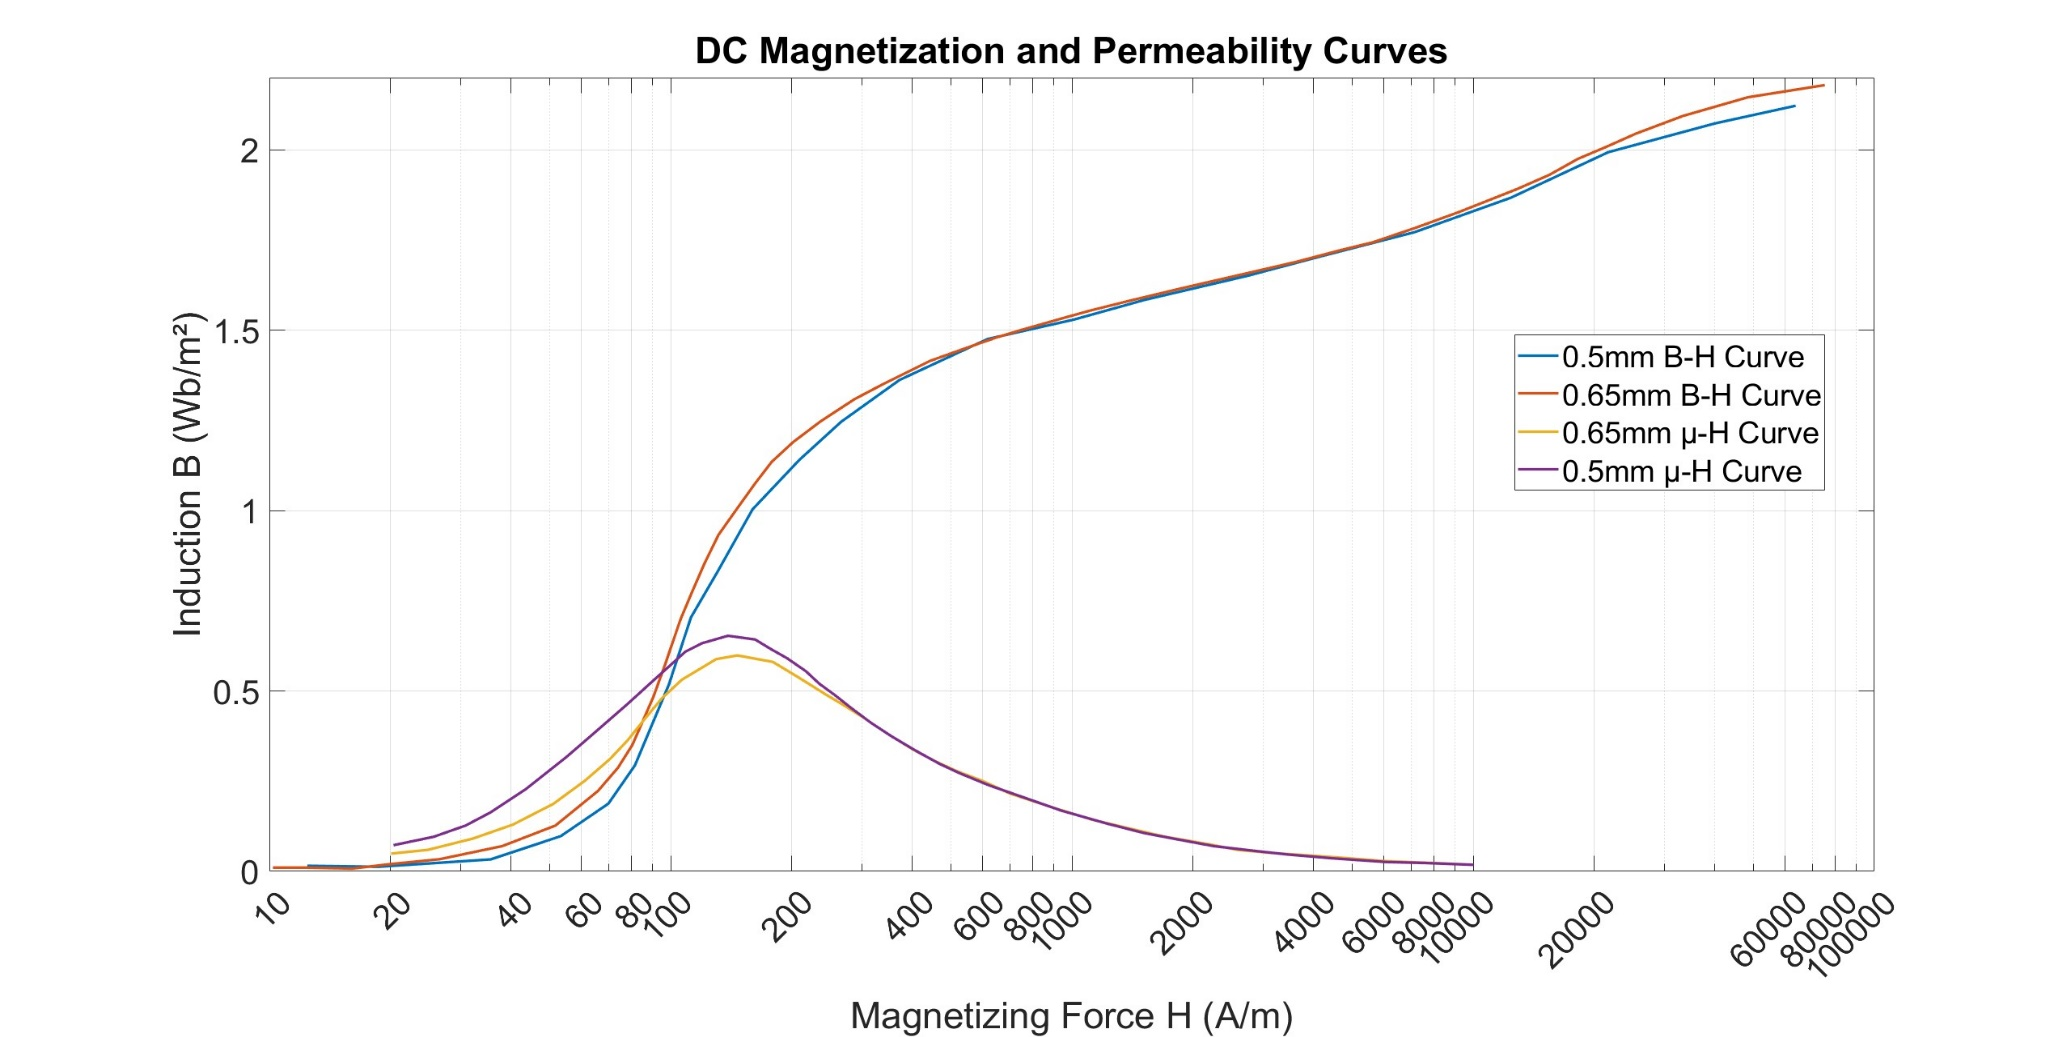 DC Magnetization and Permeability Curves
Induction B (Wb/m²)
2
1.5
1
0.5
0
0.5mm B-H Curve
0.65mm B-H Curve
0.65mm μ-H Curve
0.5mm μ-H Curve
10 20 40 60 80 100 200 400 600 800 1000 2000 4000 6000 8000 10000 20000 60000 80000 100000
Magnetizing Force H (A/m)